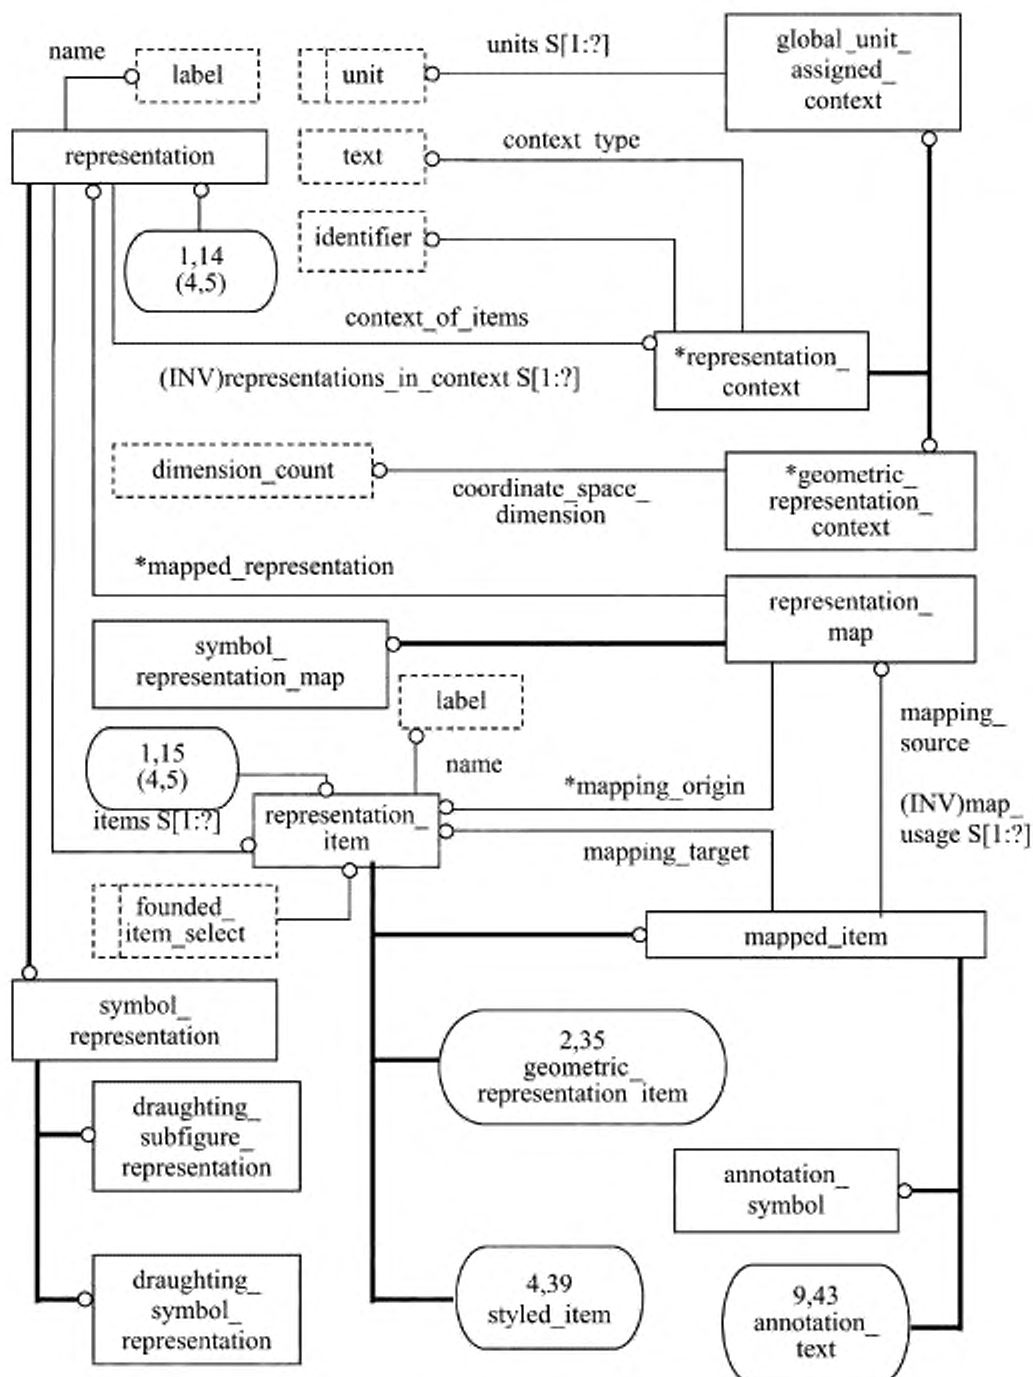 name
label
unit
units S[1:?]
global_unit_
assigned_
context
representation
text
context_type
identifier
1,14
(4,5)
context_of_items
*representation_
context
(INV)representations_in_context S[1:?]
dimension_count
coordinate_space_
dimension
*geometric_
representation_
context
*mapped_representation
representation_
map
symbol_
representation_map
label
name
mapping_
source
1,15
(4,5)
items S[1:?]
representation_
item
*mapping_origin
(INV)map_
usage S[1:?]
mapping_target
founded_
item_select
mapped_item
symbol_
representation
2,35
geometric_
representation_item
draughting_
subfigure_
representation
annotation_
symbol
draughting_
symbol_
representation
4,39
styled_item
9,43
annotation_
text